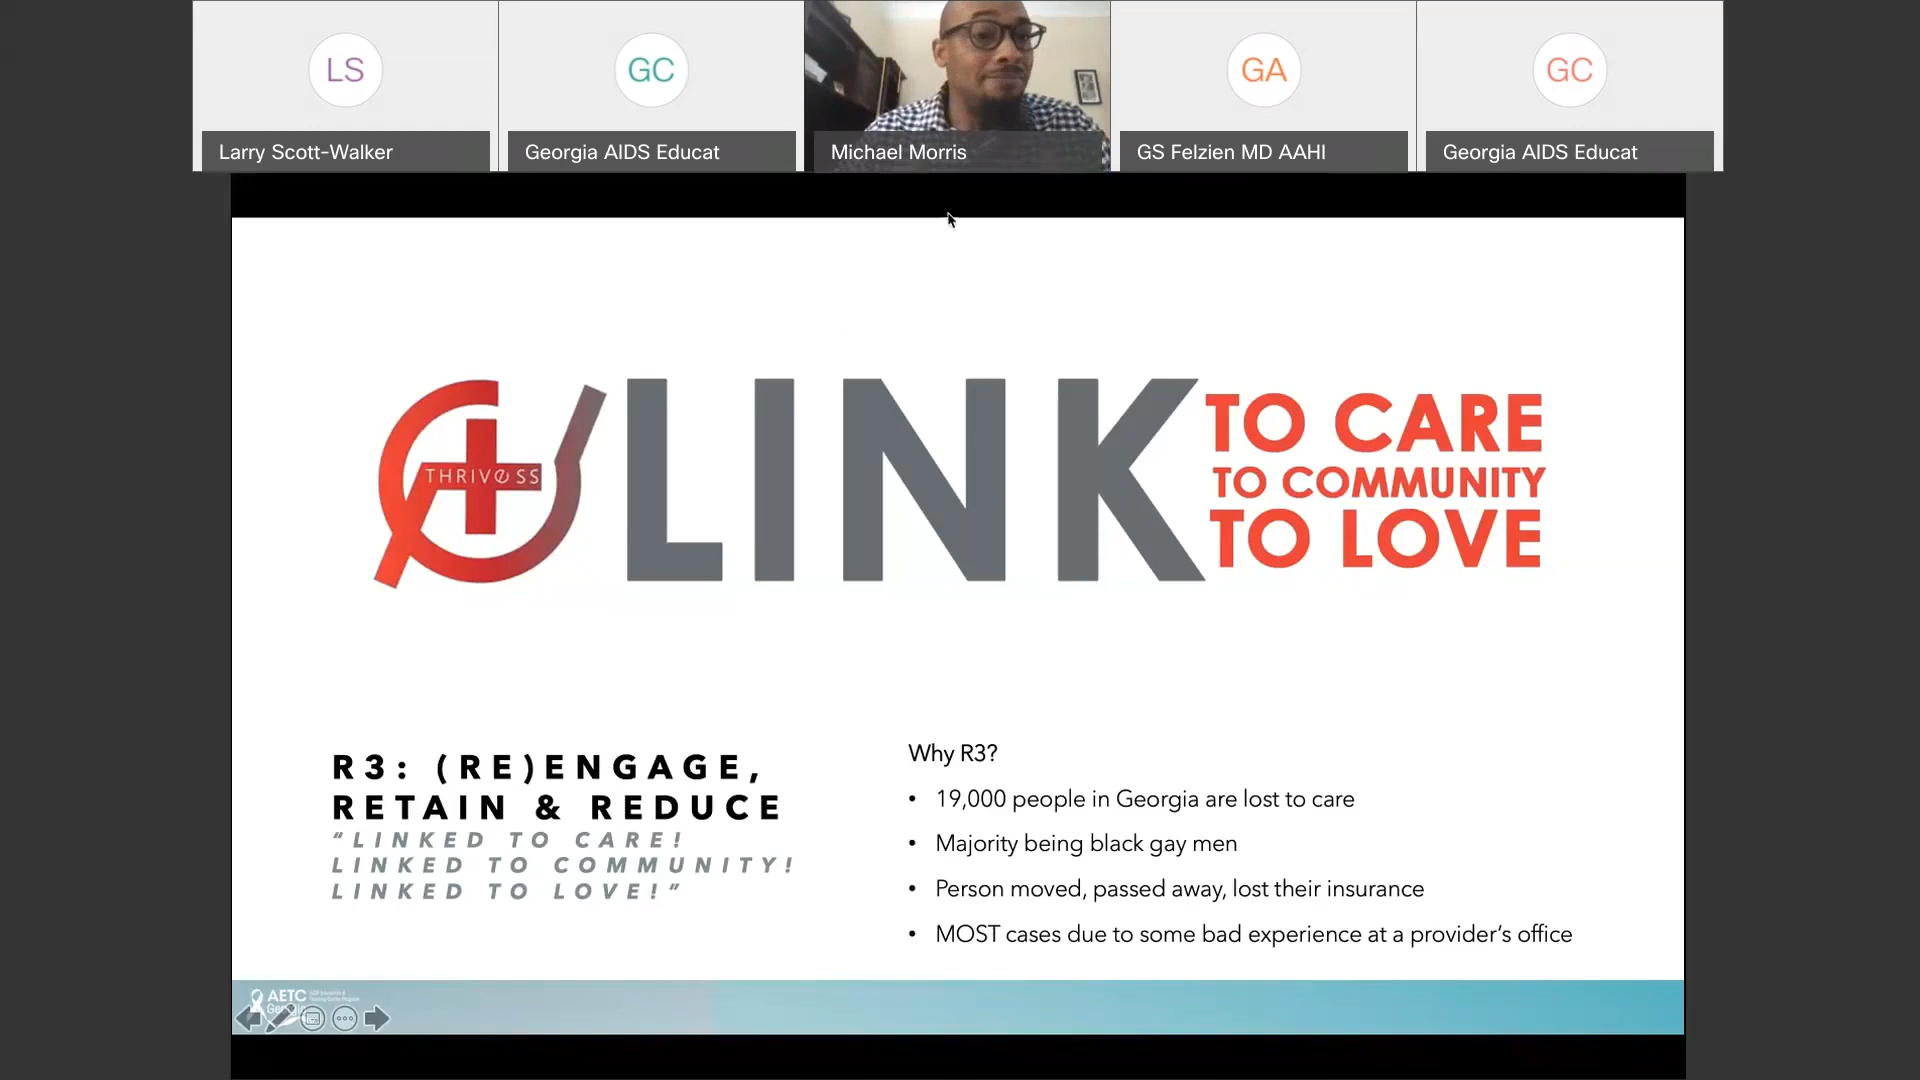 LS
GC
GA
GC
Larry Scott-Walker
Georgia AIDS Educat
Michael Morris
GS Felzien MD AAHI
Georgia AIDS Educat
THRIVe SS
LINK
TO CARE
TO COMMUNITY
TO LOVE
R3: (RE)ENGAGE,
RETAIN & REDUCE
“LINKED TO CARE!
LINKED TO COMMUNITY!
LINKED TO LOVE!”
Why R3?
• 19,000 people in Georgia are lost to care
• Majority being black gay men
• Person moved, passed away, lost their insurance
• MOST cases due to some bad experience at a provider’s office
AETC